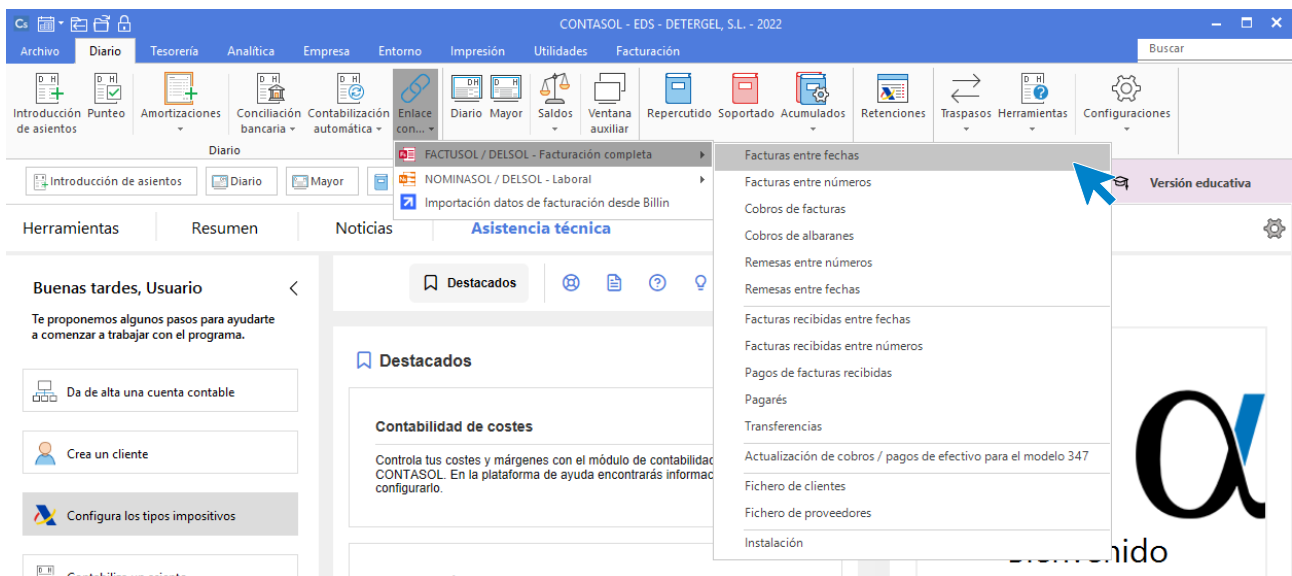 Cs
CONTASOL - EDS - DETERGEL, S.L. - 2022
Archivo Diario Tesorería Analítica Empresa Entorno Impresión Utilidades Facturación
Buscar
Introducción de asientos
Punteo
Amortizaciones
Conciliación bancaria
Contabilización automática
Enlace con...
Diario
Mayor
Saldos
Ventana auxiliar
Repercutido
Soportado
Acumulados
Retenciones
Traspasos
Herramientas
Configuraciones
Diario
FACTUSOL / DELSOL - Facturación completa
NOMINASOL / DELSOL - Laboral
Importación datos de facturación desde Billin
Facturas entre fechas
Facturas entre números
Cobros de facturas
Cobros de albaranes
Remesas entre números
Remesas entre fechas
Facturas recibidas entre fechas
Facturas recibidas entre números
Pagos de facturas recibidas
Pagarés
Transferencias
Actualización de cobros / pagos de efectivo para el modelo 347
Fichero de clientes
Fichero de proveedores
Instalación
Introducción de asientos Diario Mayor
Versión educativa
Herramientas Resumen Noticias Asistencia técnica
Buenas tardes, Usuario
Te proponemos algunos pasos para ayudarte
a comenzar a trabajar con el programa.
Da de alta una cuenta contable
Crea un cliente
Configura los tipos impositivos
Destacados
Destacados
Contabilidad de costes
Controla tus costes y márgenes con el módulo de contabilidad
CONTASOL. En la plataforma de ayuda encontrarás informac
configurarlo.